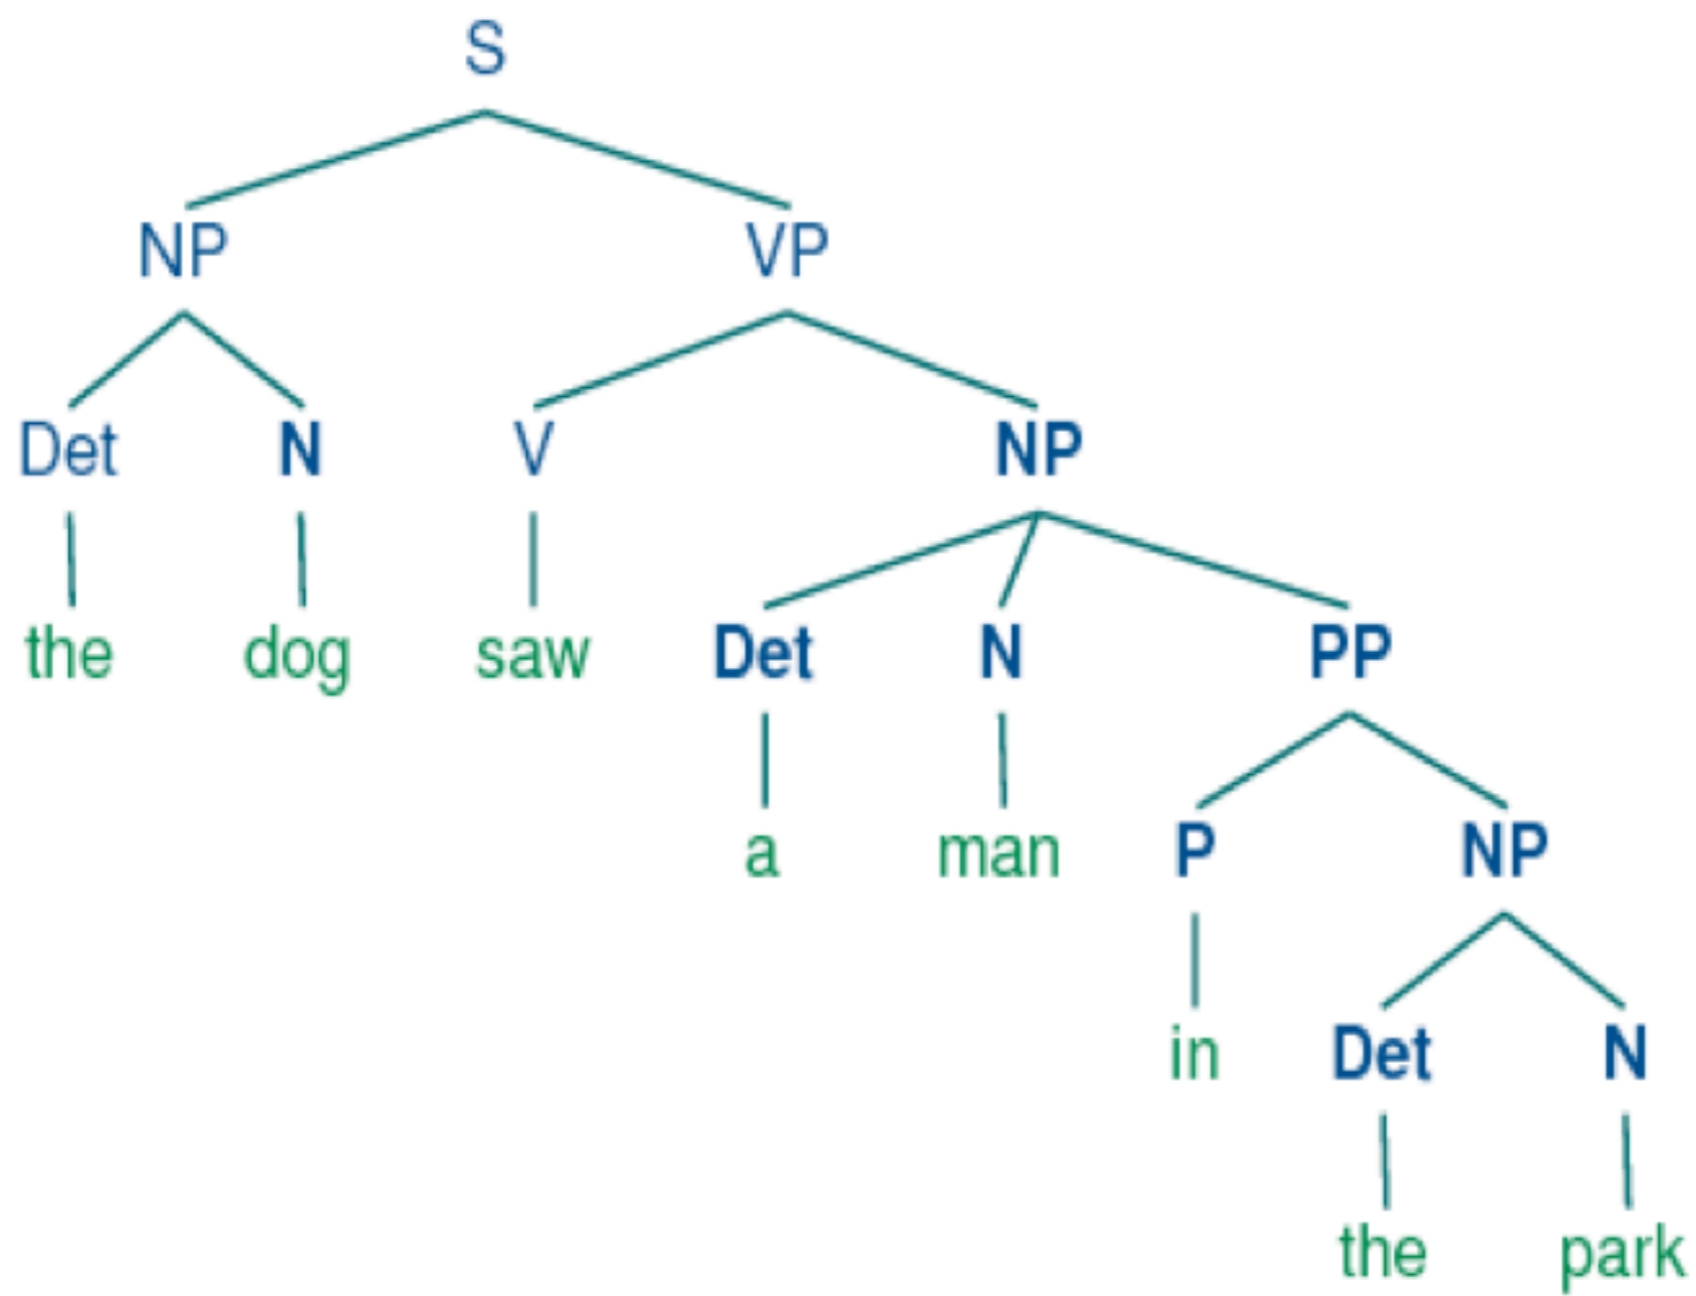 S
NP VP
Det N V NP
the dog saw Det N PP
a man P NP
in Det N
the park